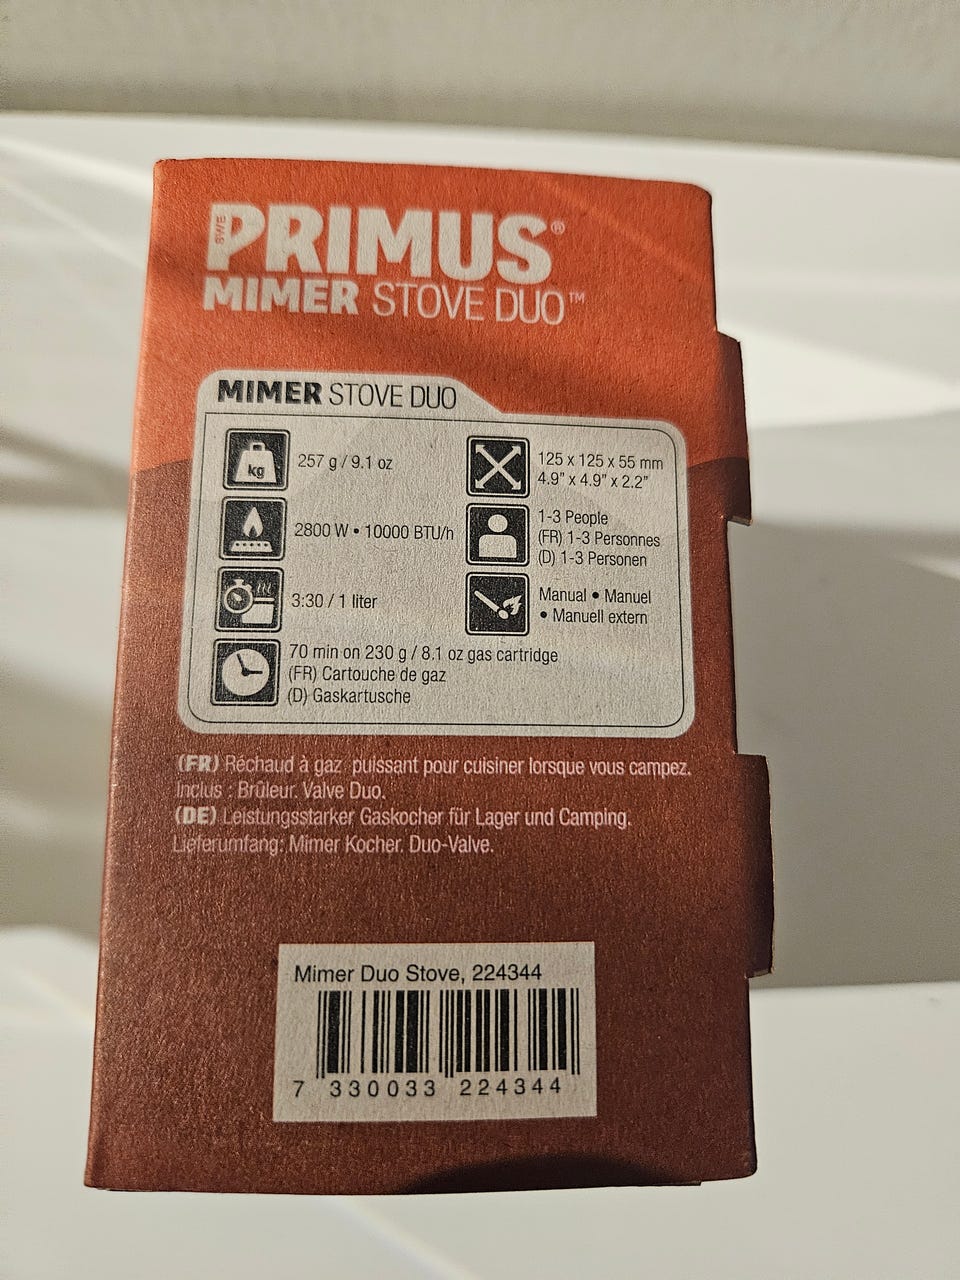 SWE
PRIMUS®
MIMER STOVE DUO™
MIMER STOVE DUO
kg
257 g / 9.1 oz
125 x 125 x 55 mm
4.9” x 4.9” x 2.2”
2800 W • 10000 BTU/h
1-3 People
(FR) 1-3 Personnes
(D) 1-3 Personen
3:30 / 1 liter
Manual • Manuel
• Manuell extern
70 min on 230 g / 8.1 oz gas cartridge
(FR) Cartouche de gaz
(D) Gaskartusche
(FR) Réchaud à gaz puissant pour cuisiner lorsque vous campez.
Inclus : Brûleur. Valve Duo.
(DE) Leistungsstarker Gaskocher für Lager und Camping.
Lieferumfang: Mimer Kocher. Duo-Valve.
Mimer Duo Stove, 224344
7 330033 224344